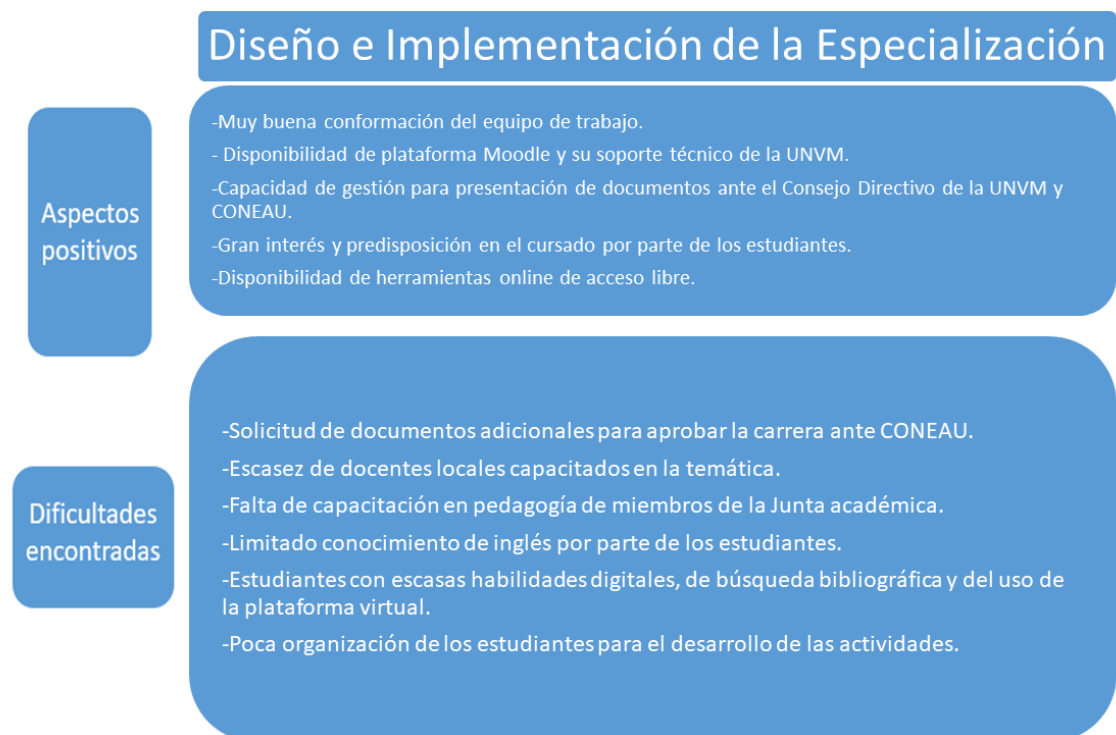 Diseño e Implementación de la Especialización
Aspectos
positivos
-Muy buena conformación del equipo de trabajo.
- Disponibilidad de plataforma Moodle y su soporte técnico de la UNVM.
-Capacidad de gestión para presentación de documentos ante el Consejo Directivo de la UNVM y
CONEAU.
-Gran interés y predisposición en el cursado por parte de los estudiantes.
-Disponibilidad de herramientas online de acceso libre.
Dificultades
encontradas
-Solicitud de documentos adicionales para aprobar la carrera ante CONEAU.
-Escasez de docentes locales capacitados en la temática.
-Falta de capacitación en pedagogía de miembros de la Junta académica.
-Limitado conocimiento de inglés por parte de los estudiantes.
-Estudiantes con escasas habilidades digitales, de búsqueda bibliográfica y del uso de
la plataforma virtual.
-Poca organización de los estudiantes para el desarrollo de las actividades.